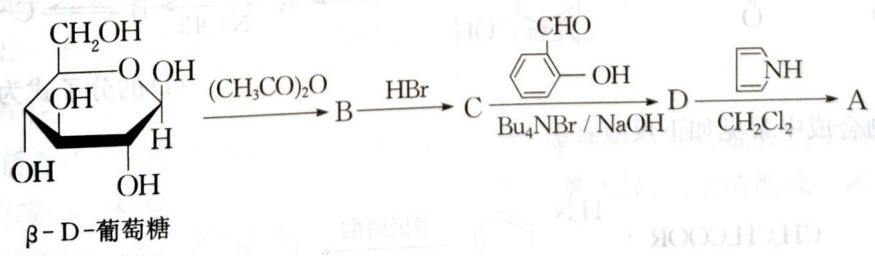 CH₂OH
O
OH
OH
H
OH
OH
β-D-葡萄糖
(CH₃CO)₂O
B
HBr
C
CHO
OH
Bu₄NBr / NaOH
D
NH
CH₂Cl₂
A